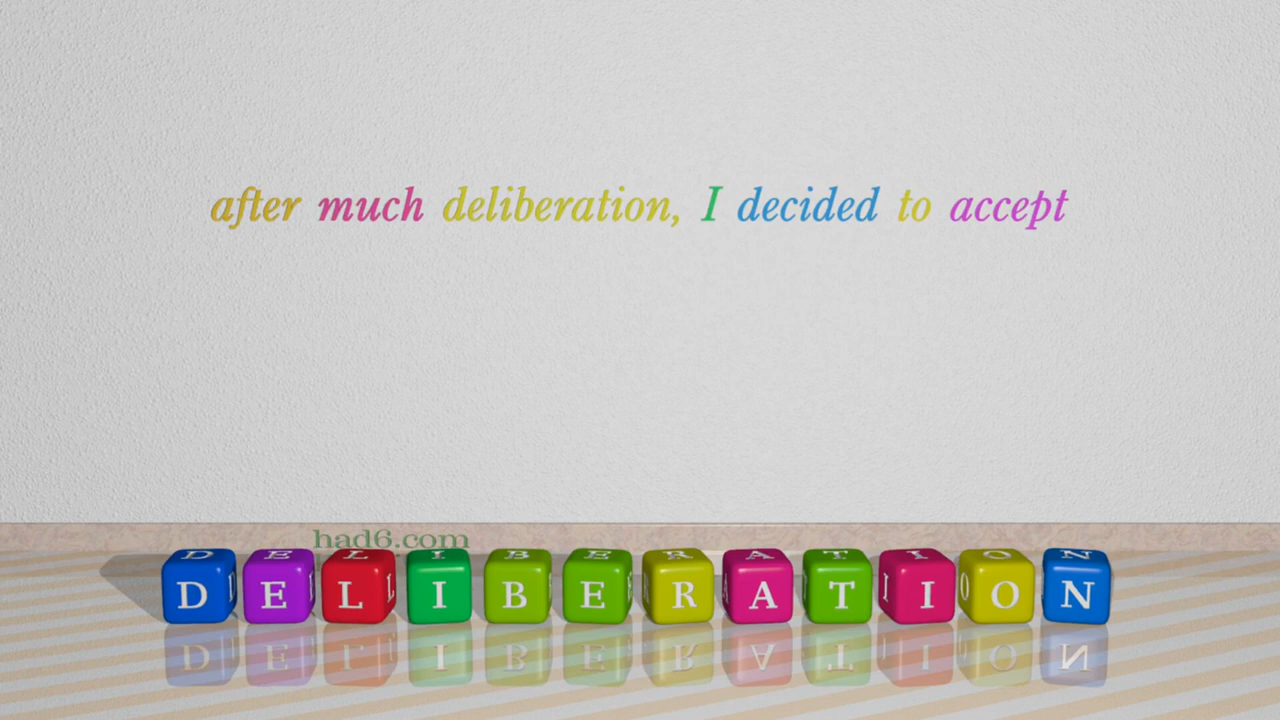 after much deliberation, I decided to accept
had6.com
DELIBERATION